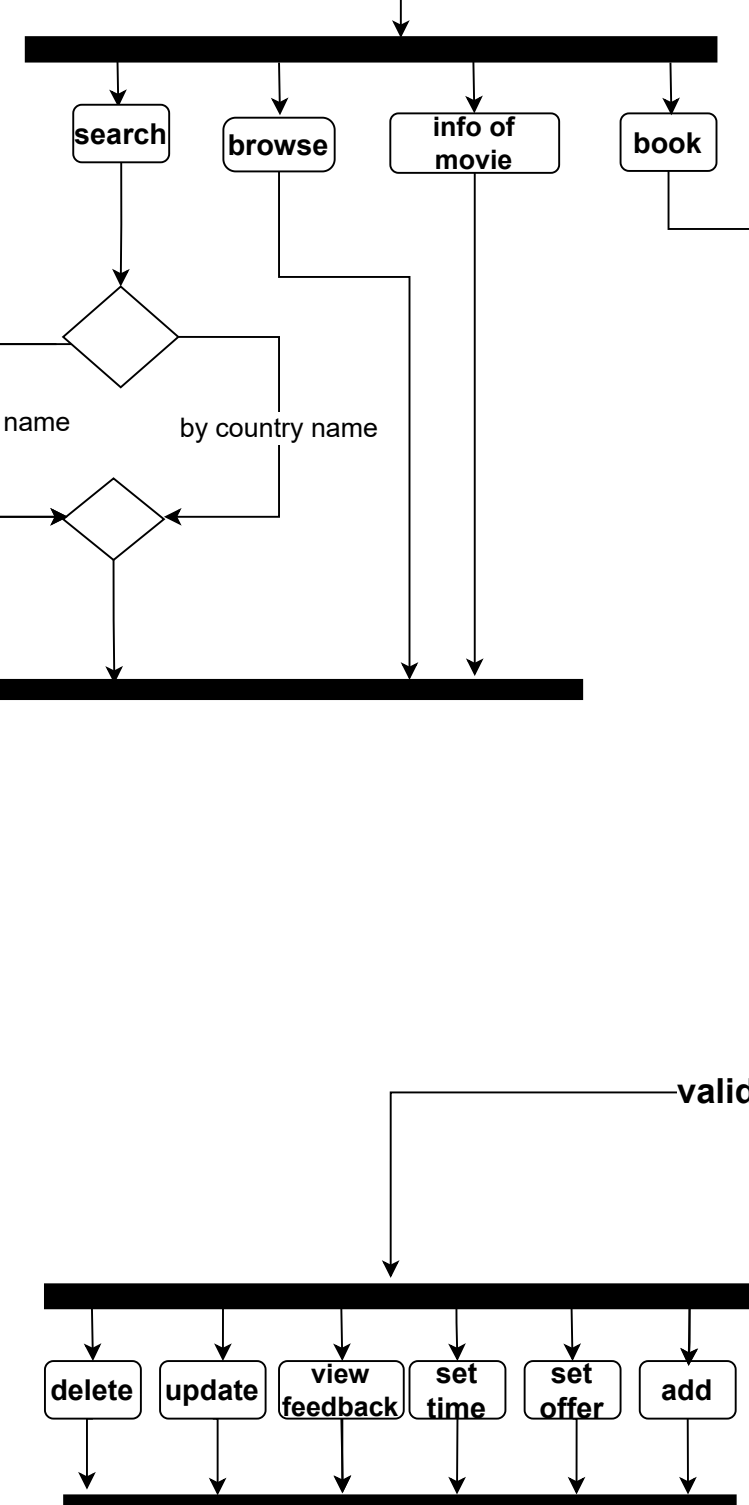 search
browse
info of
movie
book
name
by country name
valid
delete
update
view
feedback
set
time
set
offer
add